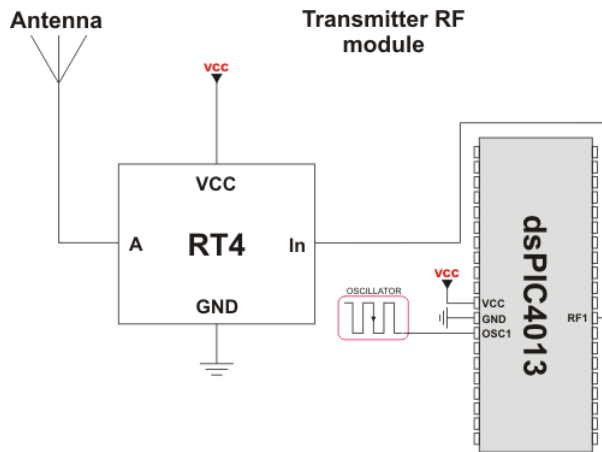 Antenna
Transmitter RF
module
vcc
VCC
A
RT4
In
GND
OSCILLATOR
vcc
VCC
GND
OSC1
RF1
dsPIC4013